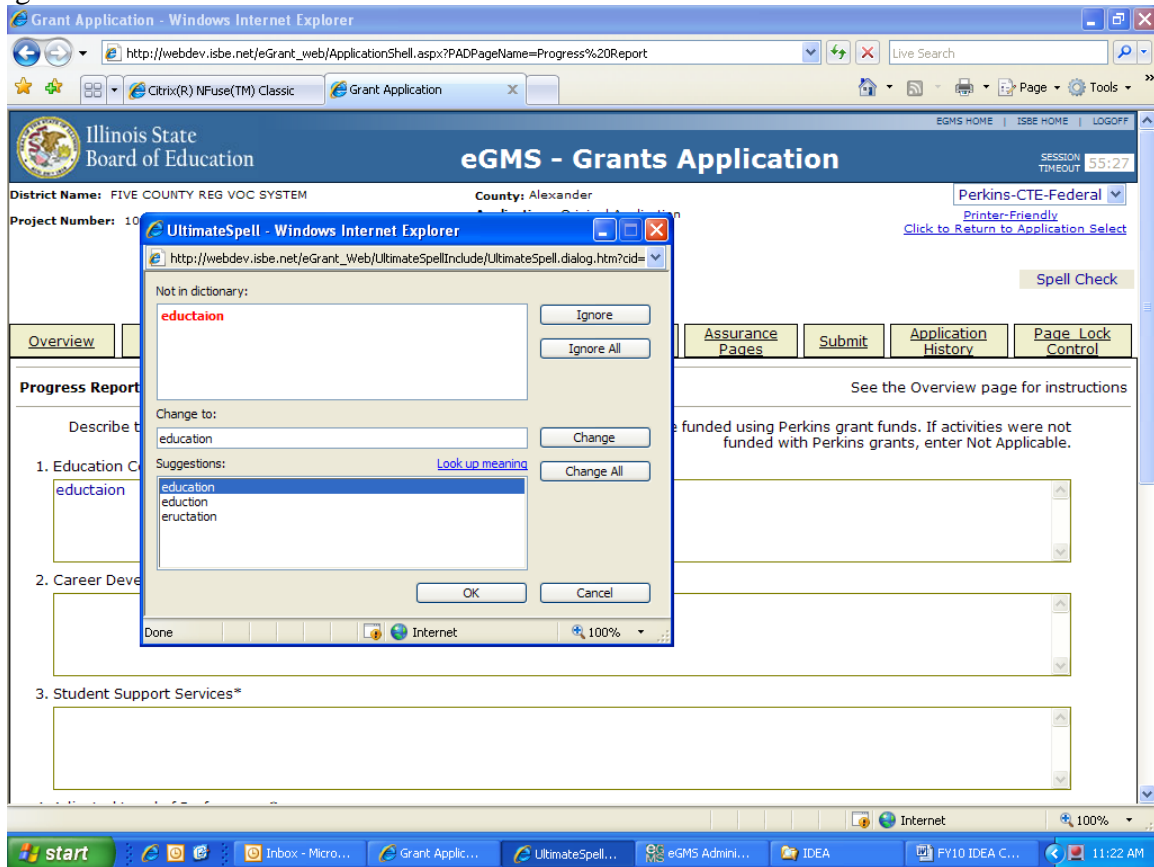 Grant Application - Windows Internet Explorer
http://webdev.isbe.net/eGrant_web/ApplicationShell.aspx?PADPageName=Progress%20Report
Live Search
Citrix(R) NFuse(TM) Classic
Grant Application
Page
Tools
EGMS HOME | ISBE HOME | LOGOFF
Illinois State
Board of Education
eGMS - Grants Application
SESSION
TIMEOUT 55:27
District Name: FIVE COUNTY REG VOC SYSTEM
County: Alexander
Perkins-CTE-Federal
Project Number: 10
Printer-Friendly
Click to Return to Application Select
Spell Check
Overview
Assurance
Pages
Submit
Application
History
Page Lock
Control
UltimateSpell - Windows Internet Explorer
http://webdev.isbe.net/eGrant_Web/UltimateSpellInclude/UltimateSpell.dialog.htm?cid=
Not in dictionary:
eductaion
Ignore
Ignore All
Change to:
education
Change
Suggestions:
Look up meaning
Change All
education
eduction
eructation
OK
Cancel
Done
Internet
100%
Progress Report
See the Overview page for instructions
Describe
funded using Perkins grant funds. If activities were not
funded with Perkins grants, enter Not Applicable.
1. Education
eductaion
2. Career
3. Student Support Services*
Internet
100%
start
Inbox - Micro...
Grant Applic...
UltimateSpell...
eGMS Admini...
IDEA
FY10 IDEA C...
11:22 AM